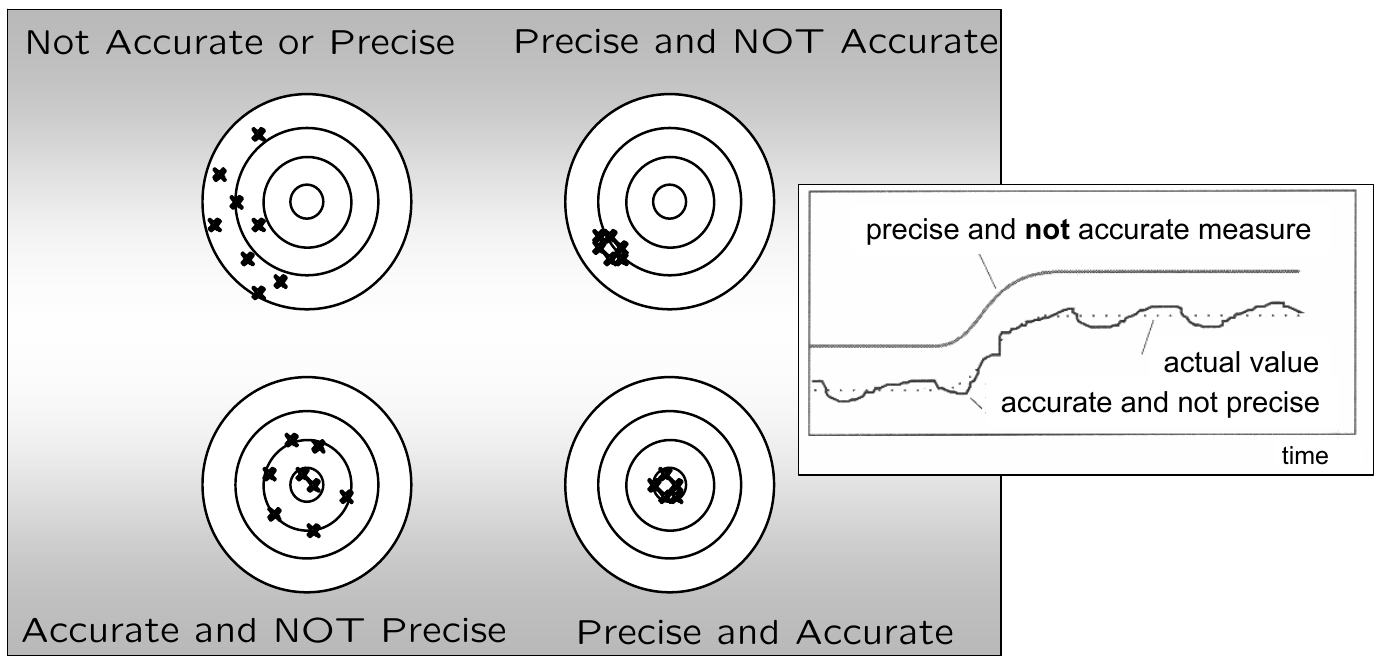 Not Accurate or Precise
Precise and NOT Accurate
precise and not accurate measure
actual value
accurate and not precise
time
Accurate and NOT Precise
Precise and Accurate